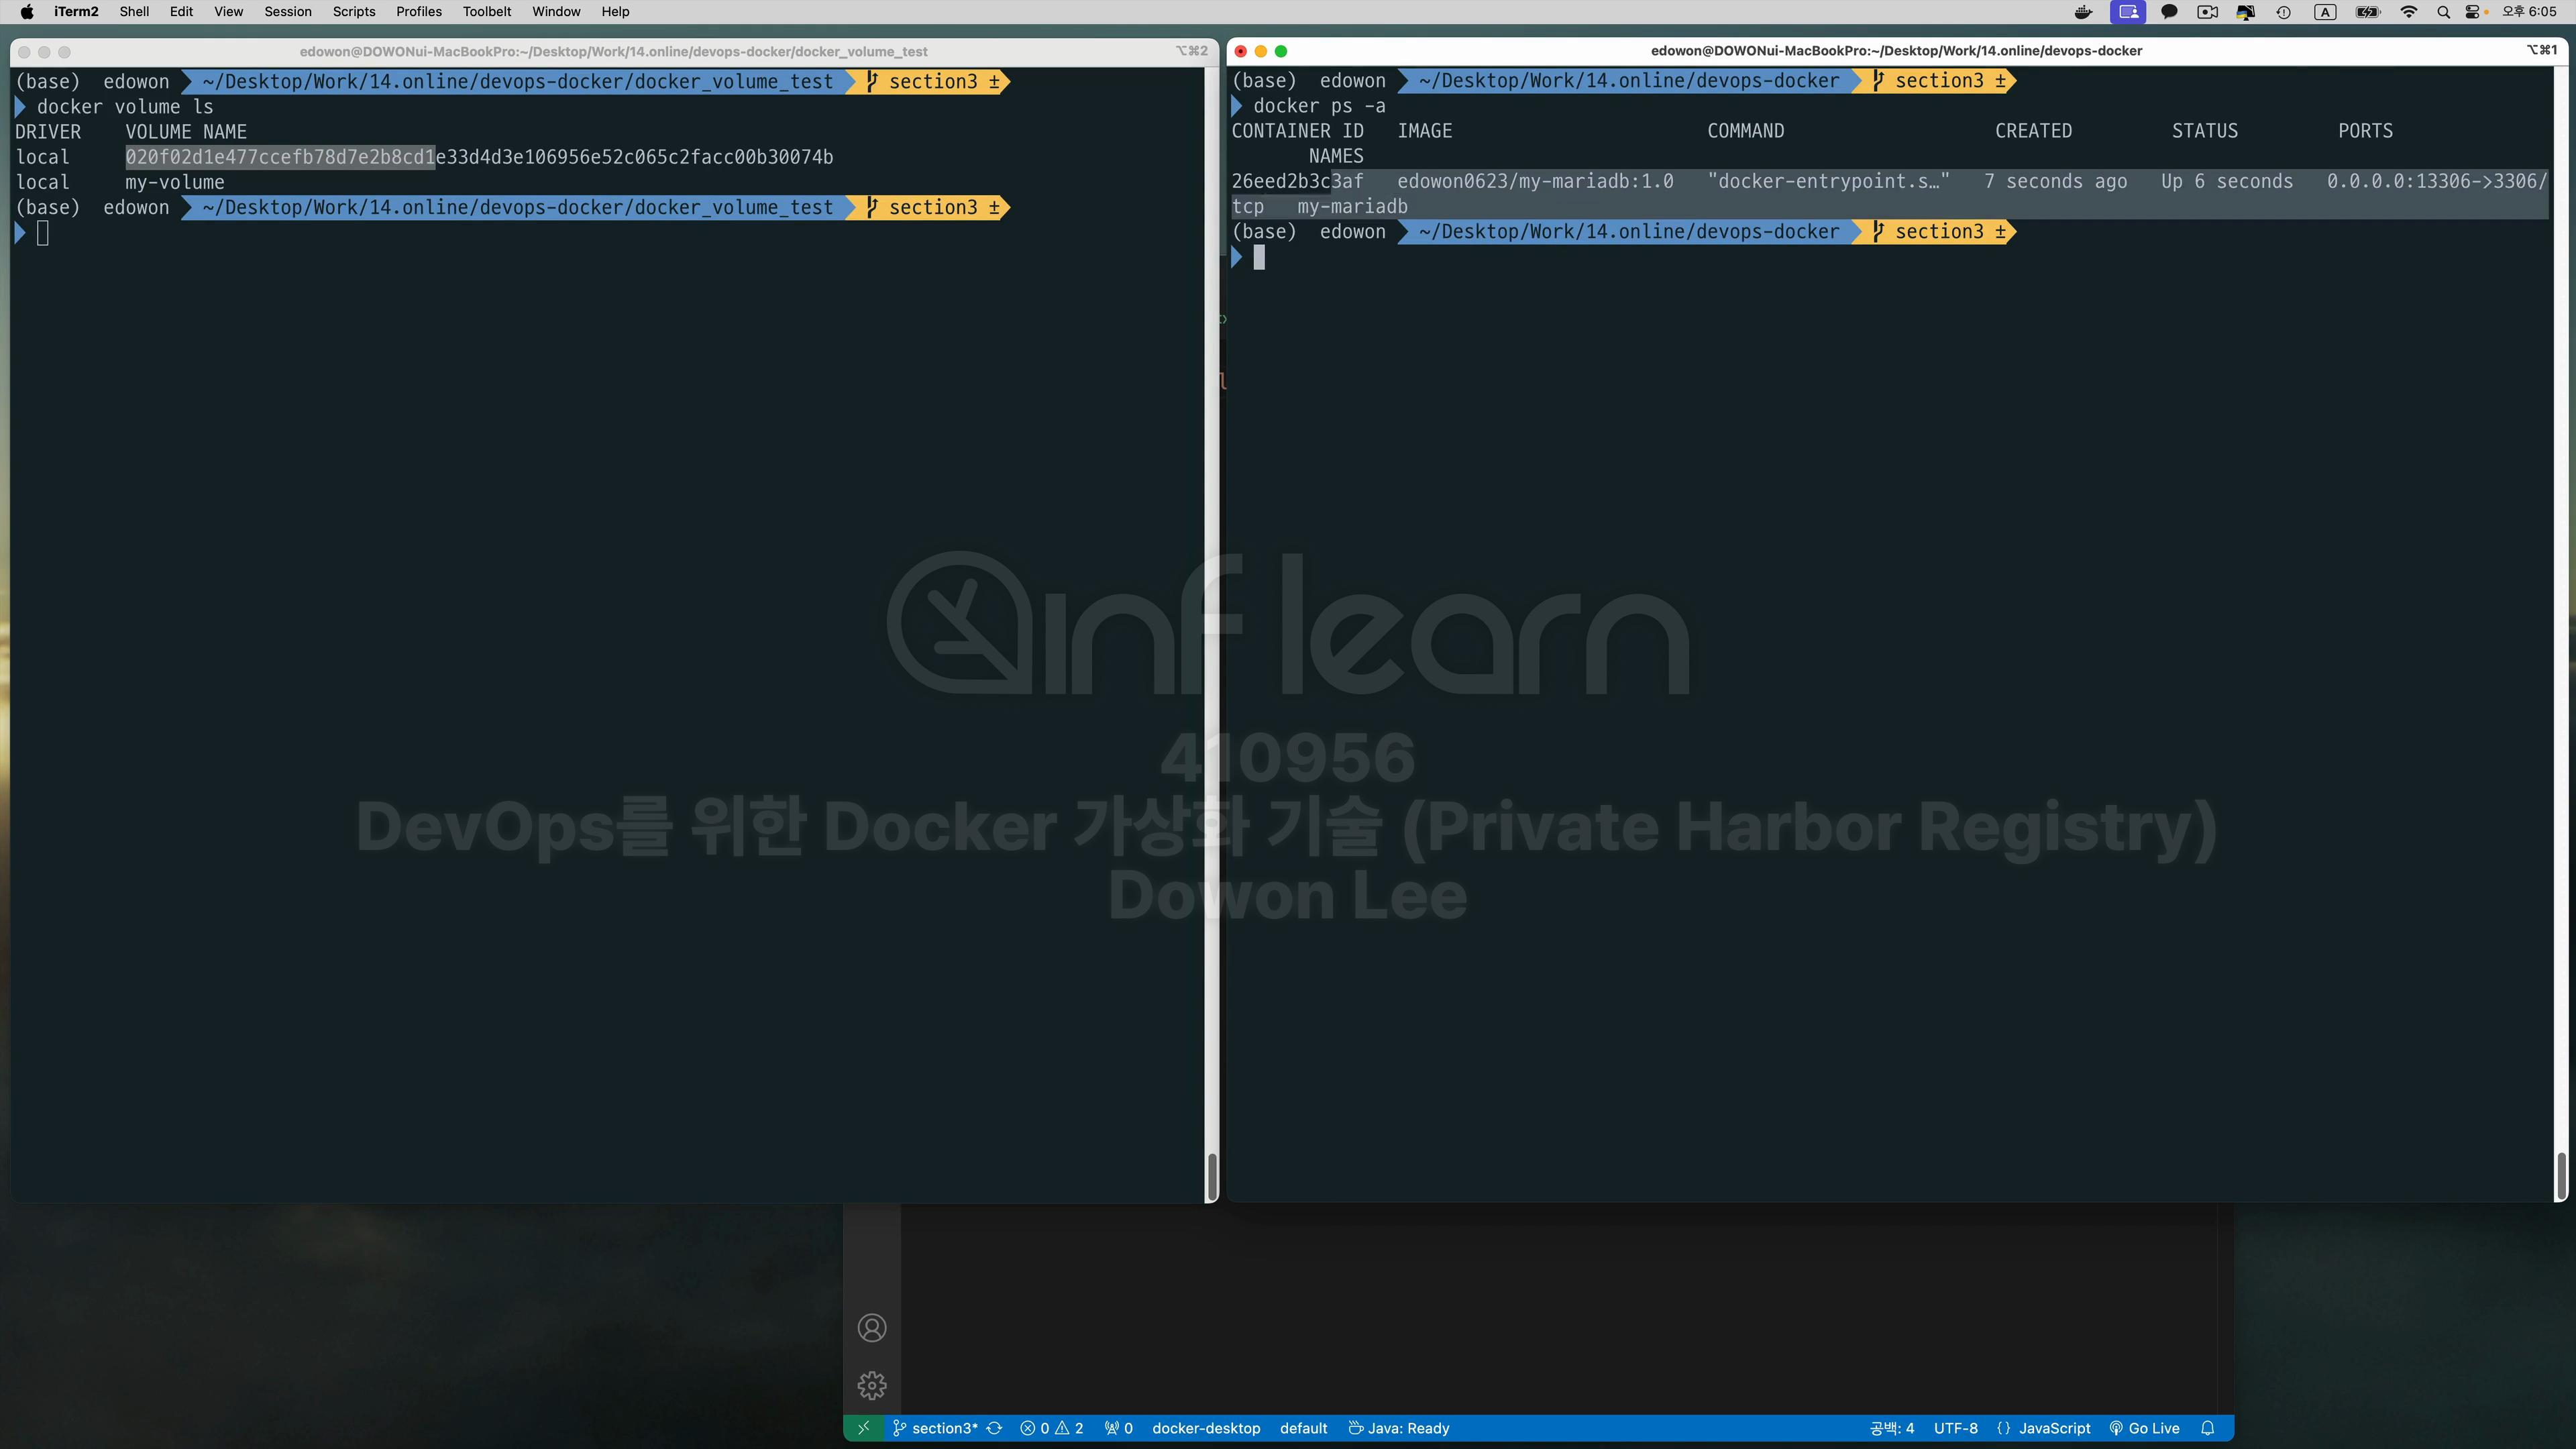 iTerm2 Shell Edit View Session Scripts Profiles Toolbelt Window Help
A 오후 6:05
edowon@DOWONui-MacBookPro:~/Desktop/Work/14.online/devops-docker/docker_volume_test ⌥⌘2
(base) edowon ~/Desktop/Work/14.online/devops-docker/docker_volume_test section3 ±
docker volume ls
DRIVER VOLUME NAME
local 020f02d1e477ccefb78d7e2b8cd1e33d4d3e106956e52c065c2facc00b30074b
local my-volume
(base) edowon ~/Desktop/Work/14.online/devops-docker/docker_volume_test section3 ±
edowon@DOWONui-MacBookPro:~/Desktop/Work/14.online/devops-docker ⌥⌘1
(base) edowon ~/Desktop/Work/14.online/devops-docker section3 ±
docker ps -a
CONTAINER ID IMAGE COMMAND CREATED STATUS PORTS
NAMES
26eed2b3c3af edowon0623/my-mariadb:1.0 "docker-entrypoint.s…" 7 seconds ago Up 6 seconds 0.0.0.0:13306->3306/
tcp my-mariadb
(base) edowon ~/Desktop/Work/14.online/devops-docker section3 ±
inflearn
410956
DevOps를 위한 Docker 가상화 기술 (Private Harbor Registry)
Dowon Lee
section3* 0 2 0 docker-desktop default Java: Ready 공백: 4 UTF-8 {} JavaScript Go Live